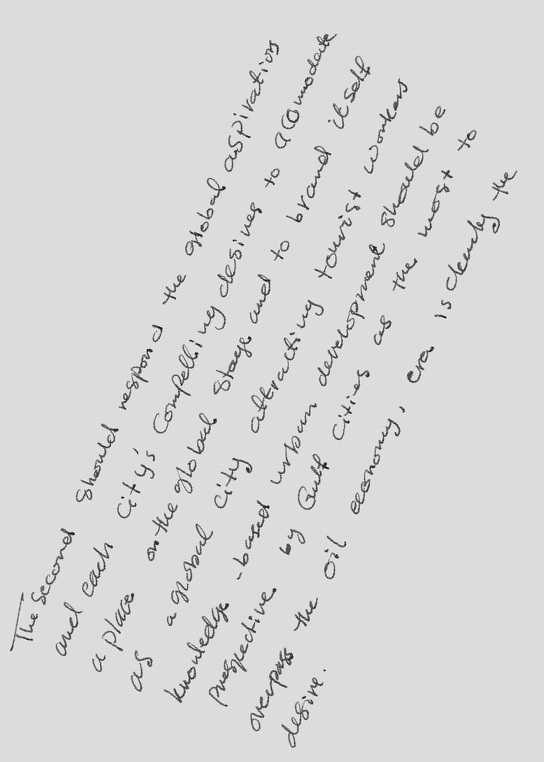 The second should respond the global aspiration
and each city's compelling desires to accomodate
a place on the global stage and to brand itself
as a global city attracting tourist workers
knowledge-based urban development should be
prespective by Gulf Cities as the most to
overpass the oil economy, era is clearly the
desire.